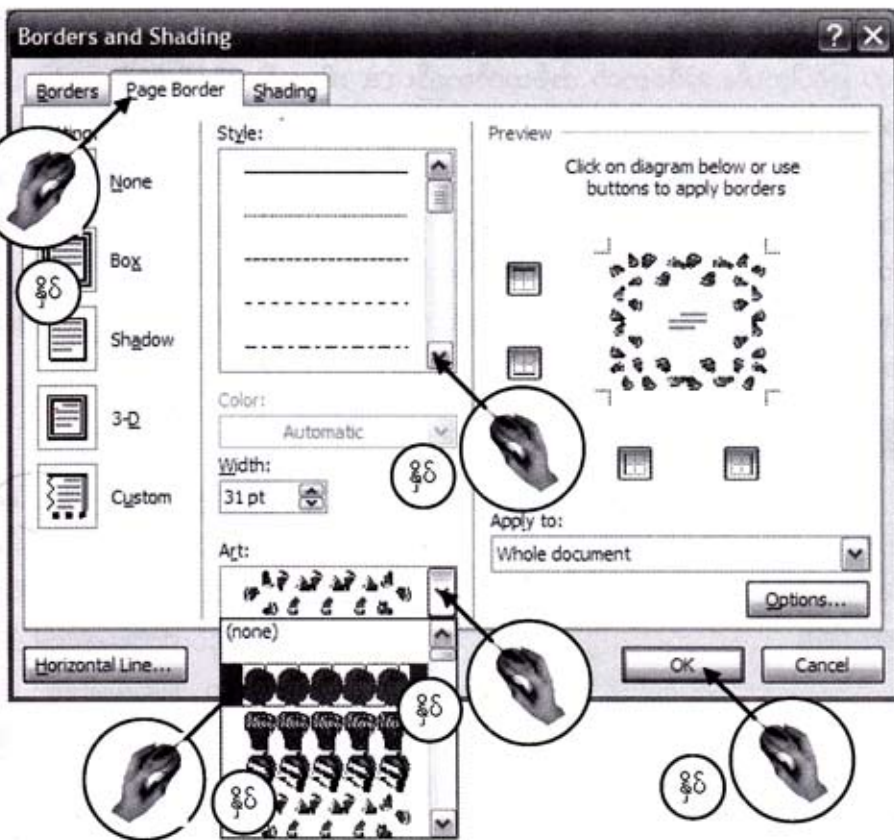 Borders and Shading
Borders
Page Border
Shading
None
Box
Shadow
3-D
Custom
နှိပ်
Style:
Color:
Automatic
Width:
31 pt
နှိပ်
Art:
(none)
နှိပ်
နှိပ်
Preview
Click on diagram below or use
buttons to apply borders
Apply to:
Whole document
Options...
Horizontal Line...
OK
Cancel
နှိပ်